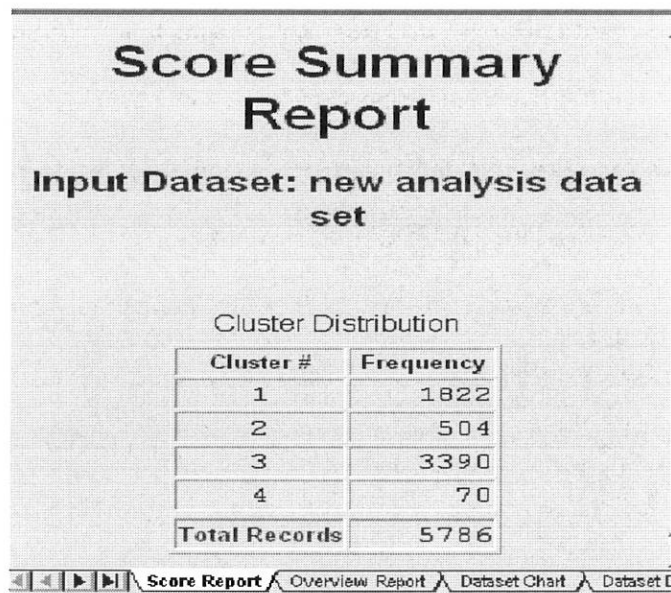 Score Summary
Report
Input Dataset: new analysis data
set
Cluster Distribution
Cluster # Frequency
1 1822
2 504
3 3390
4 70
Total Records 5786
Score Report Overview Report Dataset Chart Dataset